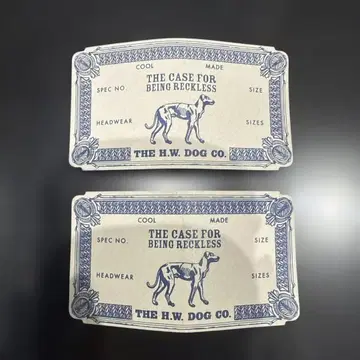 COOL MADE
THE CASE FOR
SPEC NO. BEING RECKLESS SIZE
HEADWEAR SIZES
THE H.W. DOG CO.
COOL MADE
THE CASE FOR
SPEC NO. BEING RECKLESS SIZE
HEADWEAR SIZES
THE H.W. DOG CO.